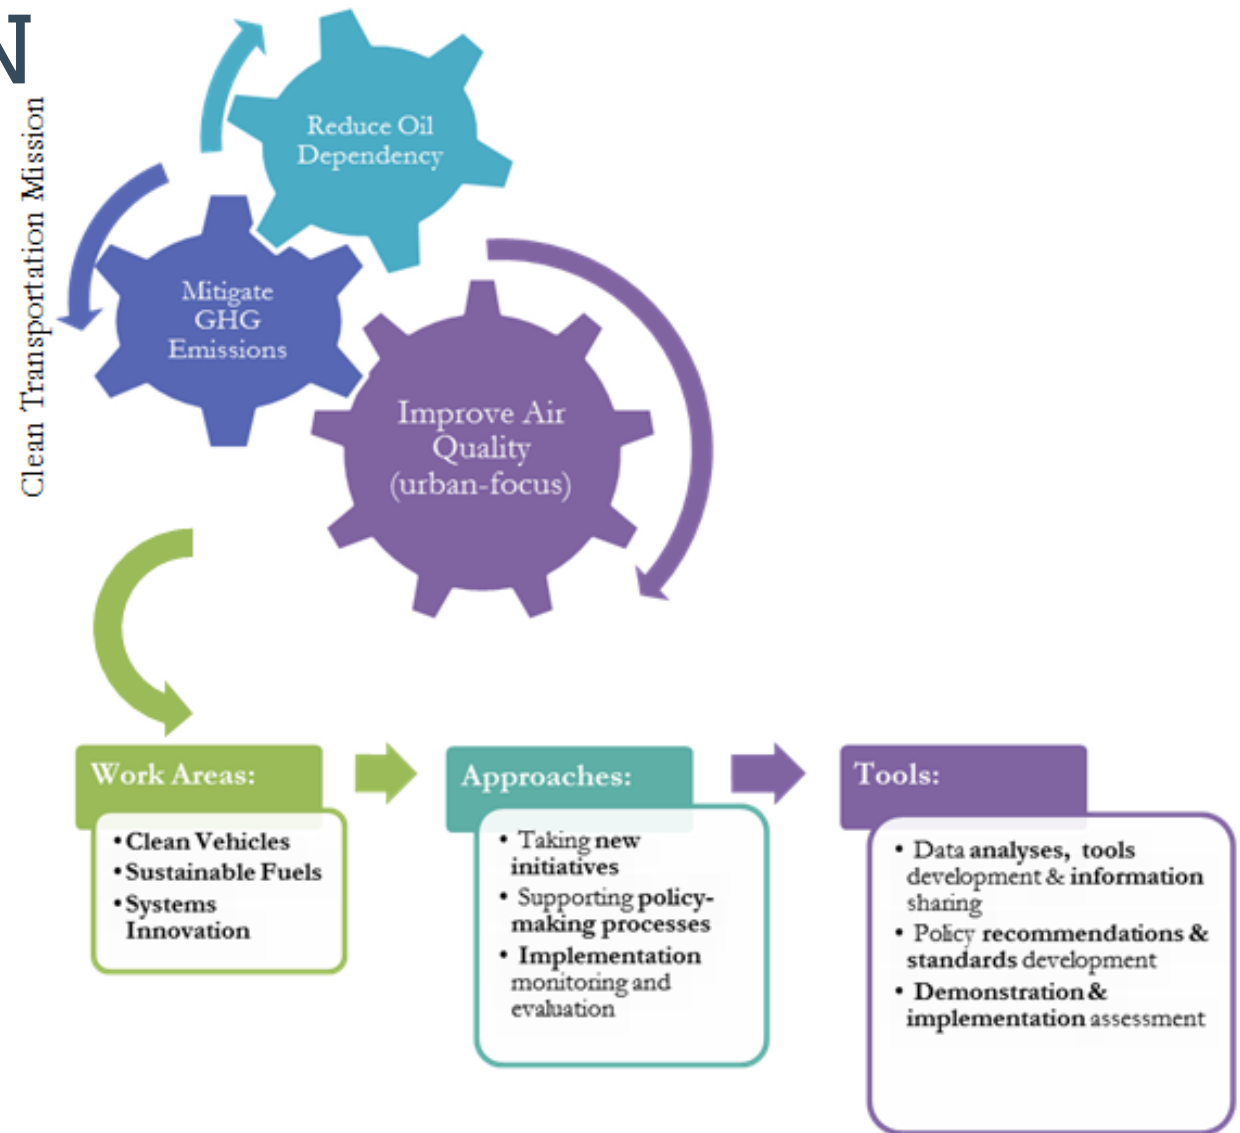 N
Clean Transportation Mission
Reduce Oil
Dependency
Mitigate
GHG
Emissions
Improve Air
Quality
(urban-focus)
Work Areas:
• Clean Vehicles
• Sustainable Fuels
• Systems
Innovation
Approaches:
• Taking new
initiatives
• Supporting policy-
making processes
• Implementation
monitoring and
evaluation
Tools:
• Data analyses, tools
development & information
sharing
• Policy recommendations &
standards development
• Demonstration &
implementation assessment